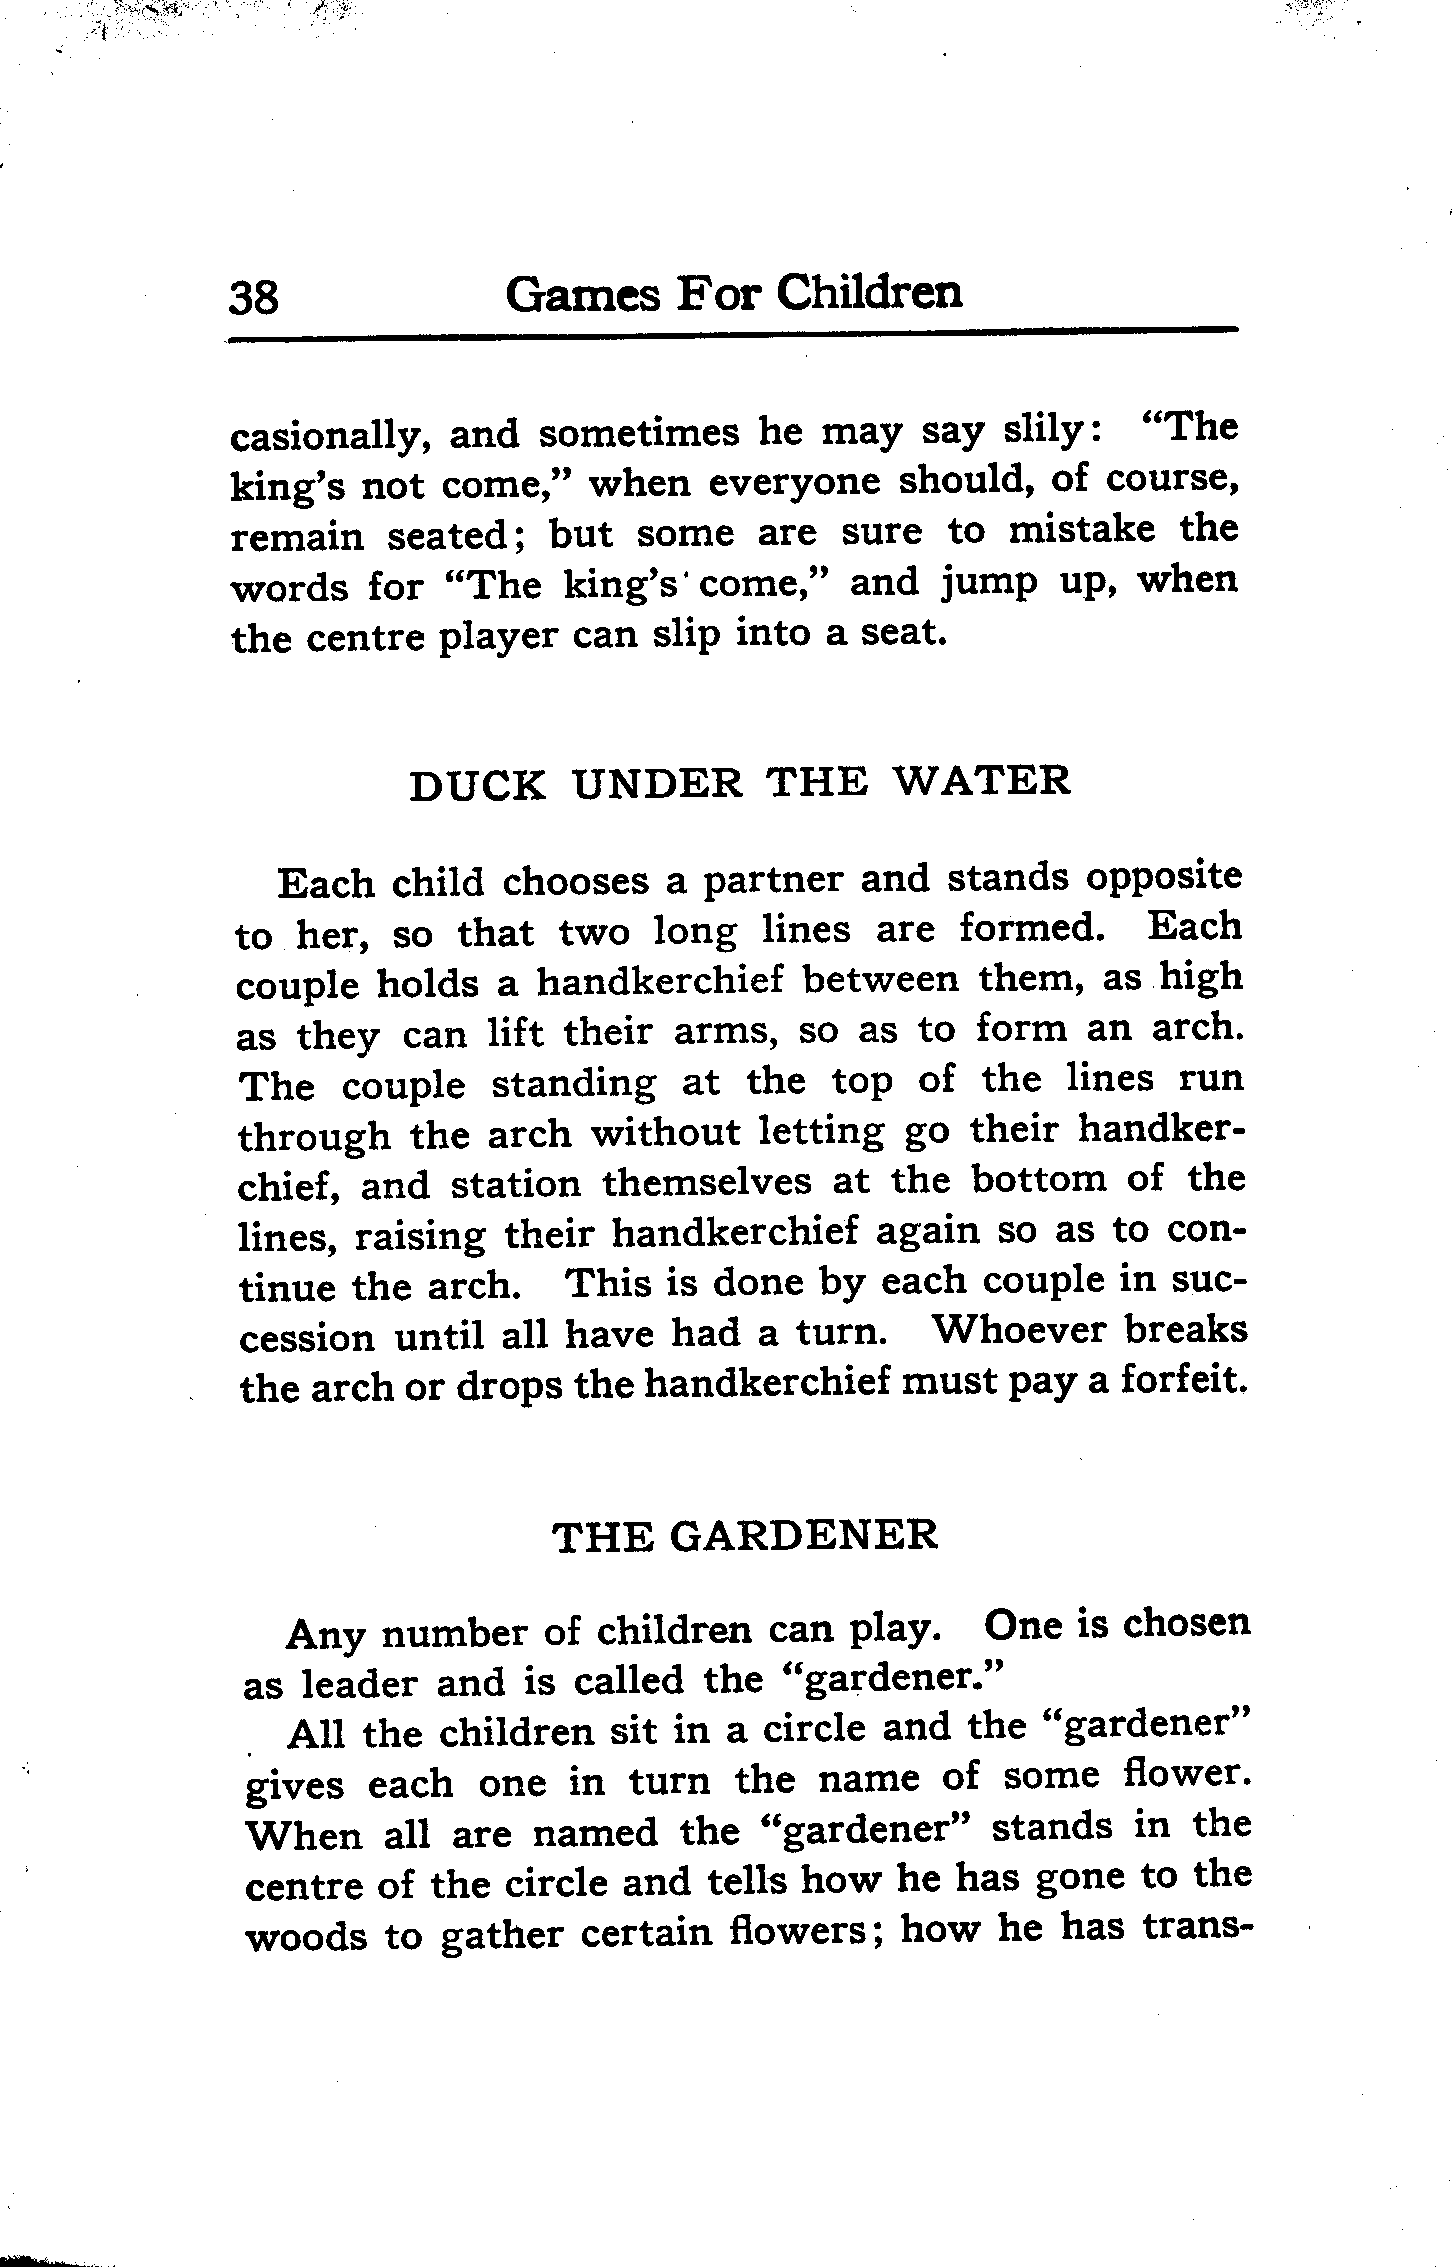 38 Games For Children
casionally, and sometimes he may say slily: “The
king’s not come,” when everyone should, of course,
remain seated; but some are sure to mistake the
words for “The king’s come,” and jump up, when
the centre player can slip into a seat.
DUCK UNDER THE WATER
Each child chooses a partner and stands opposite
to her, so that two long lines are formed. Each
couple holds a handkerchief between them, as high
as they can lift their arms, so as to form an arch.
The couple standing at the top of the lines run
through the arch without letting go their handker-
chief, and station themselves at the bottom of the
lines, raising their handkerchief again so as to con-
tinue the arch. This is done by each couple in suc-
cession until all have had a turn. Whoever breaks
the arch or drops the handkerchief must pay a forfeit.
THE GARDENER
Any number of children can play. One is chosen
as leader and is called the “gardener.”
All the children sit in a circle and the “gardener”
gives each one in turn the name of some flower.
When all are named the “gardener” stands in the
centre of the circle and tells how he has gone to the
woods to gather certain flowers; how he has trans-